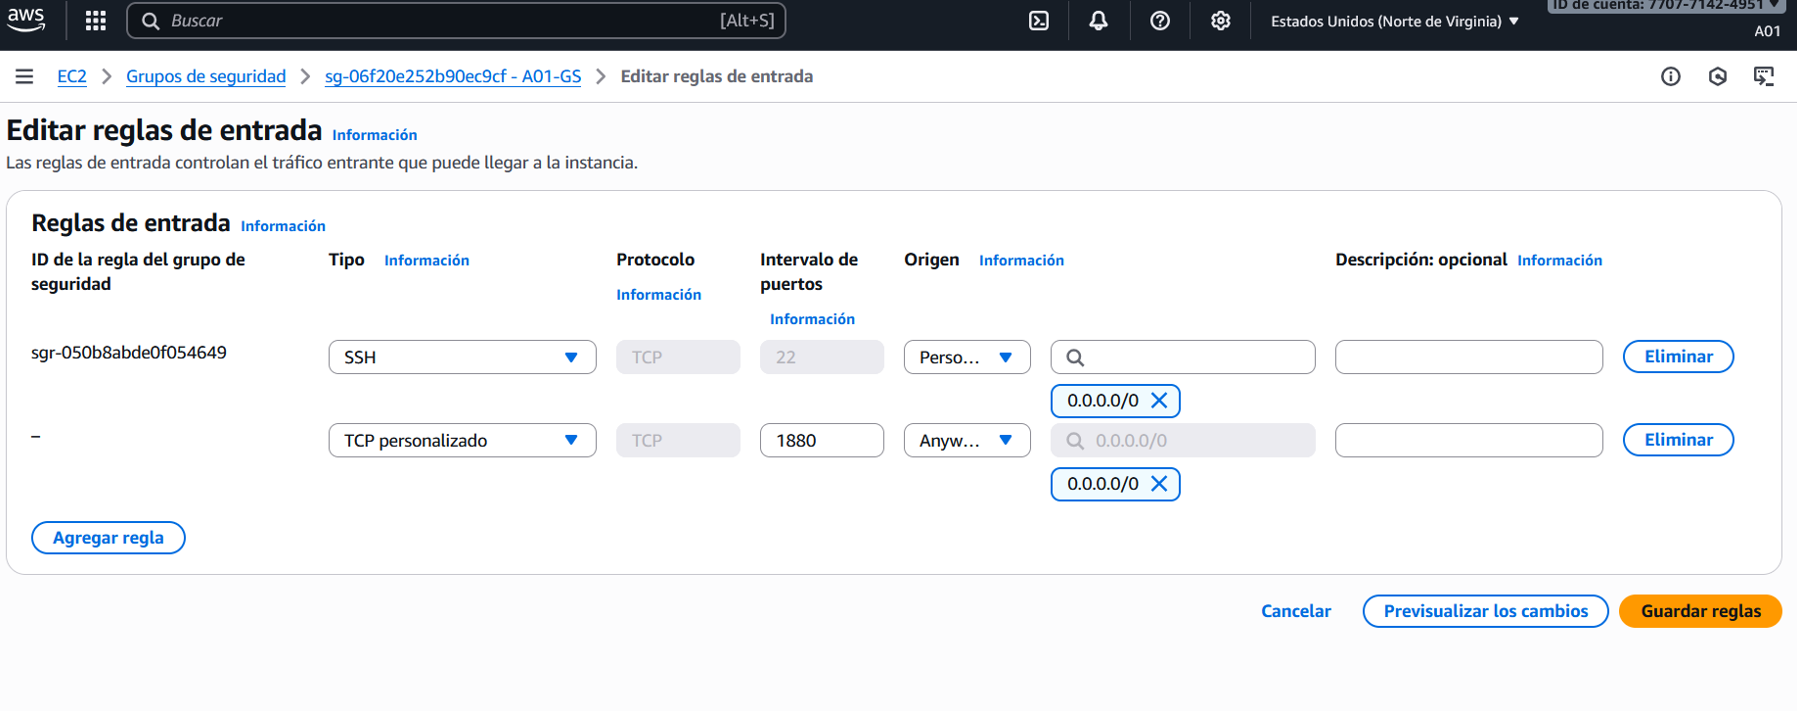 aws
Buscar [Alt+S]
Estados Unidos (Norte de Virginia)
ID de cuenta: 7707-7142-4951
A01
EC2 > Grupos de seguridad > sg-06f20e252b90ec9cf - A01-GS > Editar reglas de entrada
Editar reglas de entrada Información
Las reglas de entrada controlan el tráfico entrante que puede llegar a la instancia.
Reglas de entrada Información
ID de la regla del grupo de seguridad
Tipo Información
Protocolo Información
Intervalo de puertos Información
Origen Información
Descripción: opcional Información
sgr-050b8abde0f054649 SSH TCP 22 Perso... Eliminar
0.0.0.0/0
– TCP personalizado TCP 1880 Anyw... 0.0.0.0/0 Eliminar
0.0.0.0/0
Agregar regla
Cancelar Previsualizar los cambios Guardar reglas